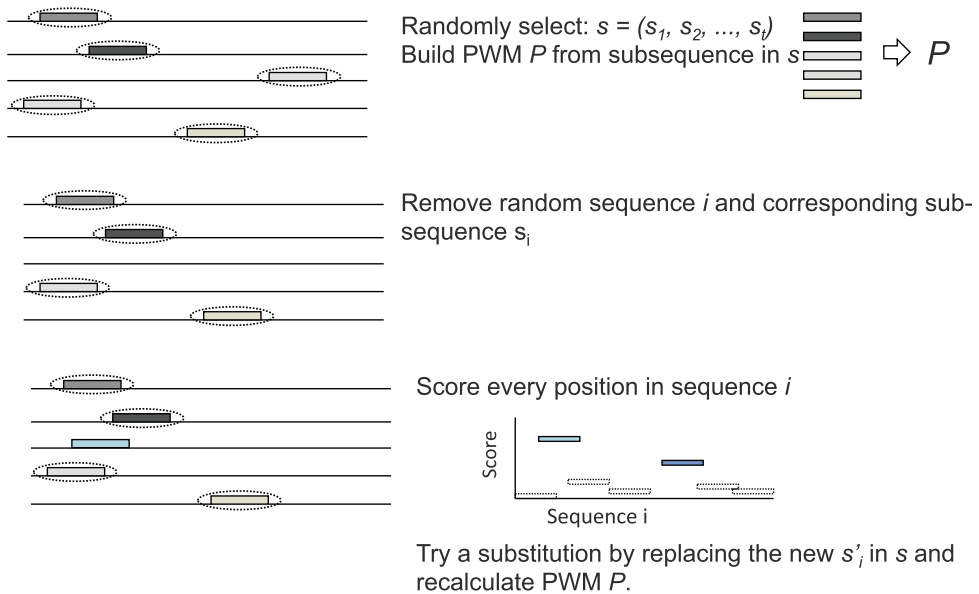 Randomly select: s = (s1, s2, ..., st)
Build PWM P from subsequence in s
P
Remove random sequence i and corresponding sub-
sequence si
Score every position in sequence i
Score
Sequence i
Try a substitution by replacing the new s'i in s and
recalculate PWM P.